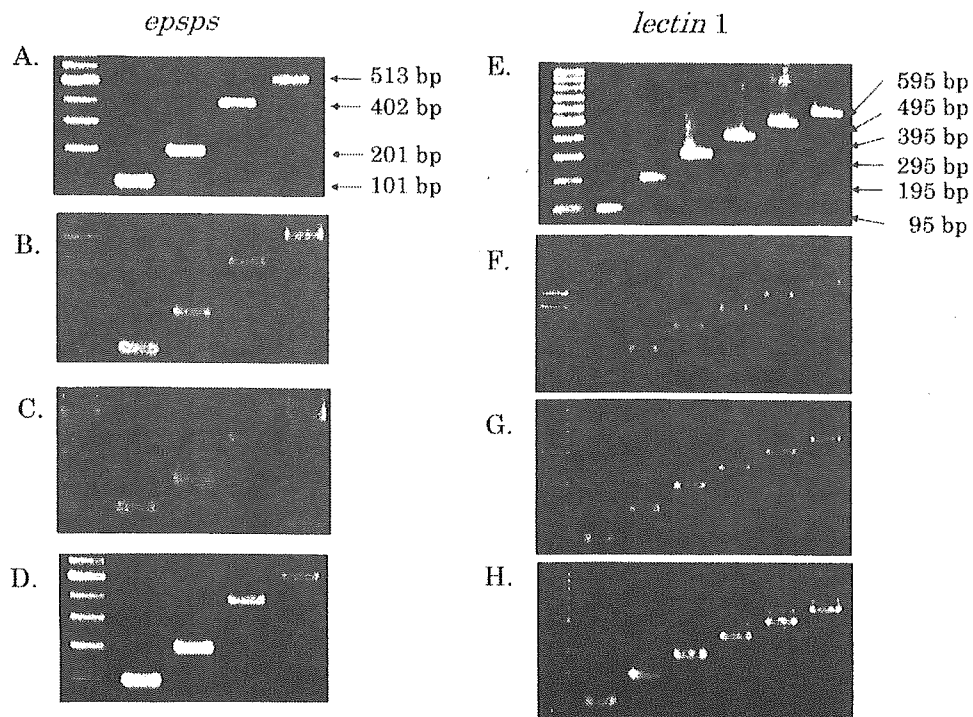 epsps
lectin 1
A.
513 bp
402 bp
201 bp
101 bp
B.
C.
D.
E.
595 bp
495 bp
395 bp
295 bp
195 bp
95 bp
F.
G.
H.